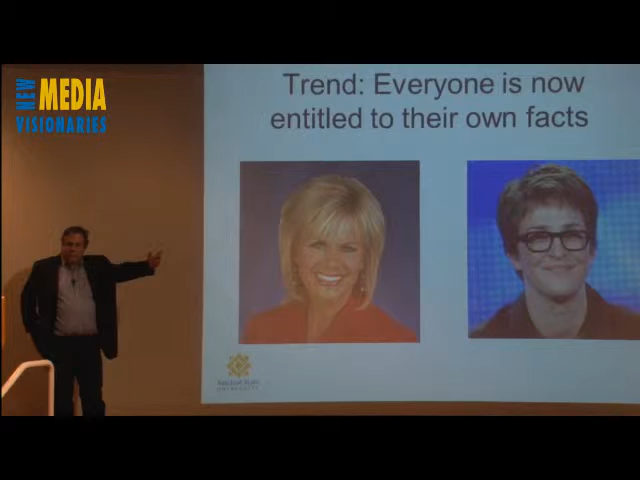 NEW
MEDIA
VISIONARIES
Trend: Everyone is now
entitled to their own facts